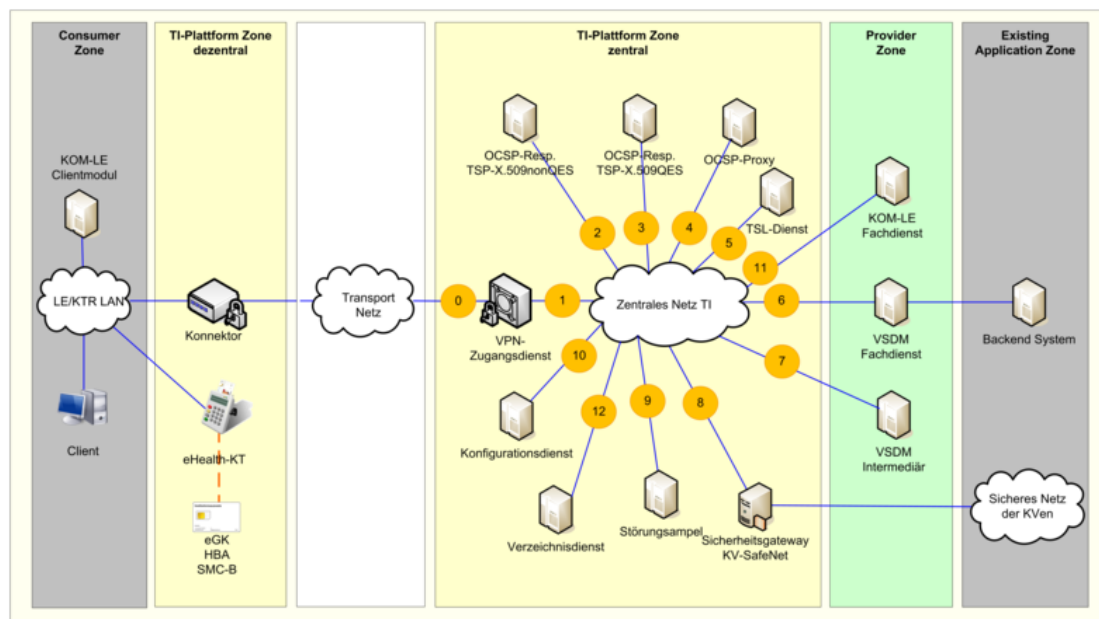 Consumer
Zone
TI-Plattform Zone
dezentral
TI-Plattform Zone
zentral
Provider
Zone
Existing
Application Zone
KOM-LE
Clientmodul
LE/KTR LAN
Client
Konnektor
eHealth-KT
eGK
HBA
SMC-B
Transport
Netz
0
VPN-
Zugangsdienst
1
Zentrales Netz TI
OCSP-Resp.
TSP-X.509nonQES
OCSP-Resp.
TSP-X.509QES
OCSP-Proxy
TSL-Dienst
2
3
4
5
11
6
7
10
12
9
8
Konfigurationsdienst
Verzeichnisdienst
Störungsampel
Sicherheitsgateway
KV-SafeNet
KOM-LE
Fachdienst
VSDM
Fachdienst
VSDM
Intermediär
Backend System
Sicheres Netz
der KVen